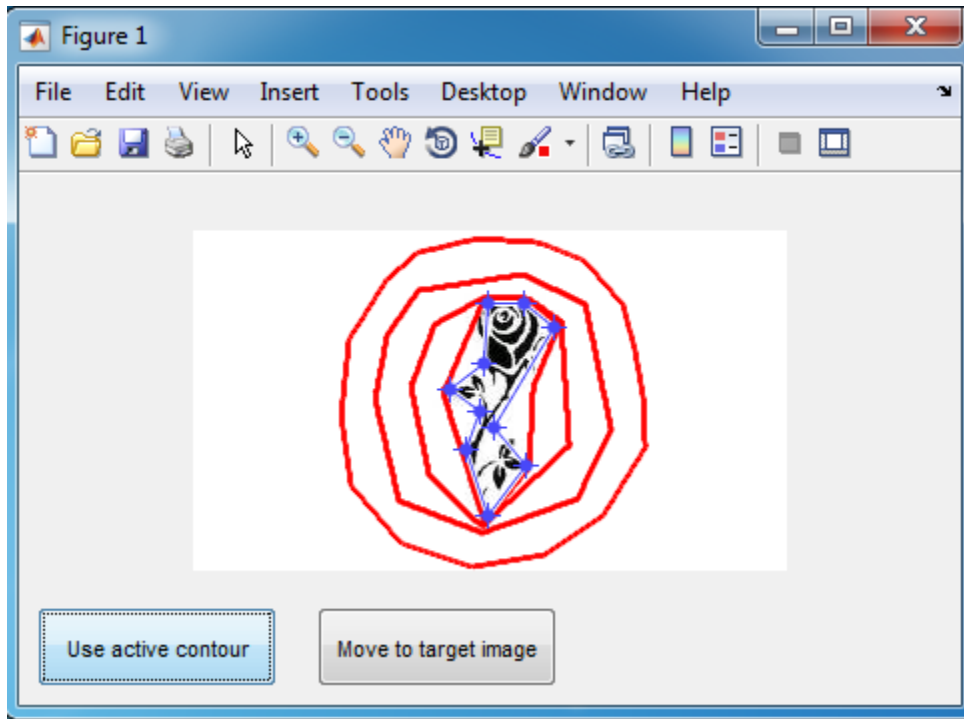 Figure 1
File Edit View Insert Tools Desktop Window Help
Use active contour Move to target image